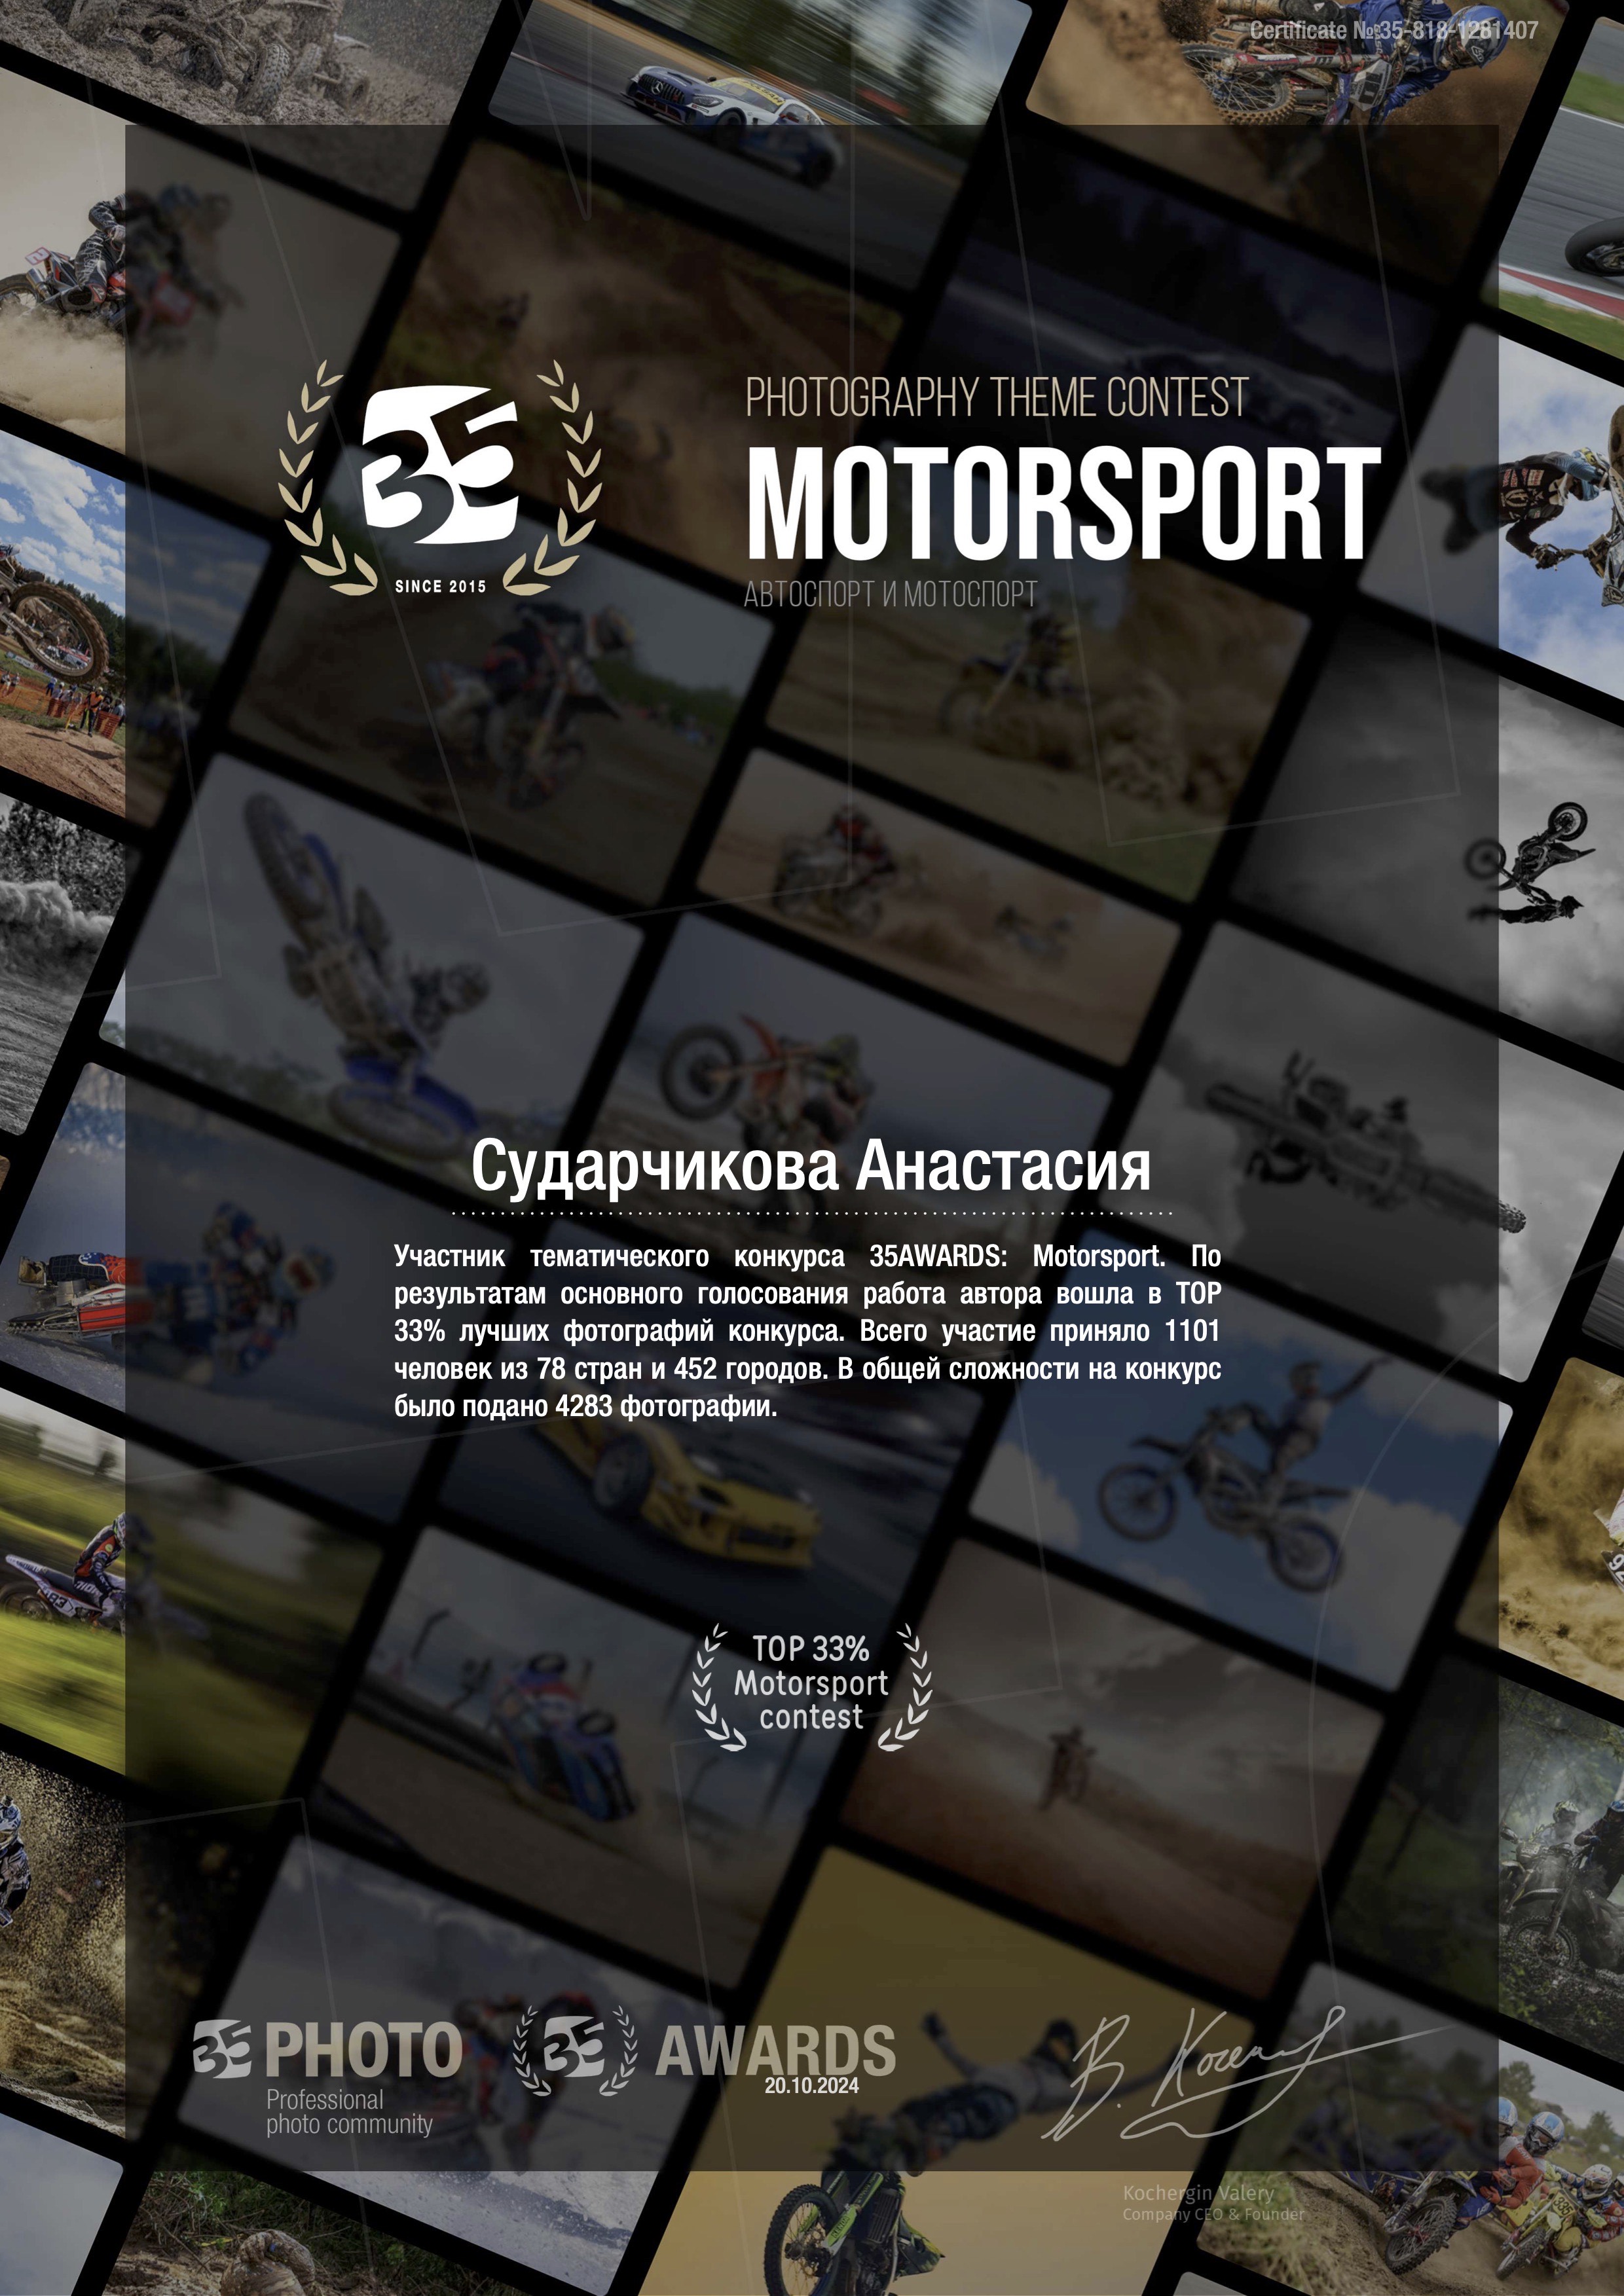 Certificate №35-818-1281407
35
SINCE 2015
PHOTOGRAPHY THEME CONTEST
MOTORSPORT
АВТОСПОРТ И МОТОСПОРТ
Сударчикова Анастасия
Участник тематического конкурса 35AWARDS: Motorsport. По
результатам основного голосования работа автора вошла в TOP
33% лучших фотографий конкурса. Всего участие приняло 1101
человек из 78 стран и 452 городов. В общей сложности на конкурс
было подано 4283 фотографии.
TOP 33%
Motorsport
contest
35 PHOTO
Professional
photo community
35 AWARDS
20.10.2024
В. Кочергин
Kochergin Valery
Company CEO & Founder